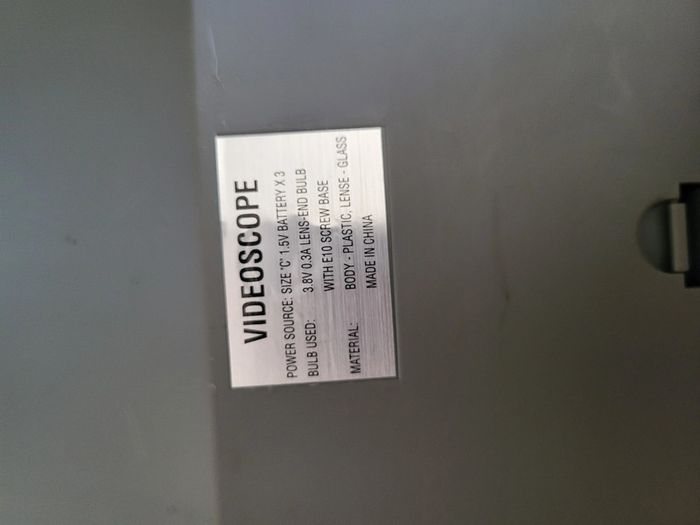 VIDEOSCOPE
POWER SOURCE: SIZE "C" 1.5V BATTERY X 3
BULB USED: 3.8V 0.3A LENS-END BULB
WITH E10 SCREW BASE
MATERIAL: BODY - PLASTIC, LENSE - GLASS
MADE IN CHINA